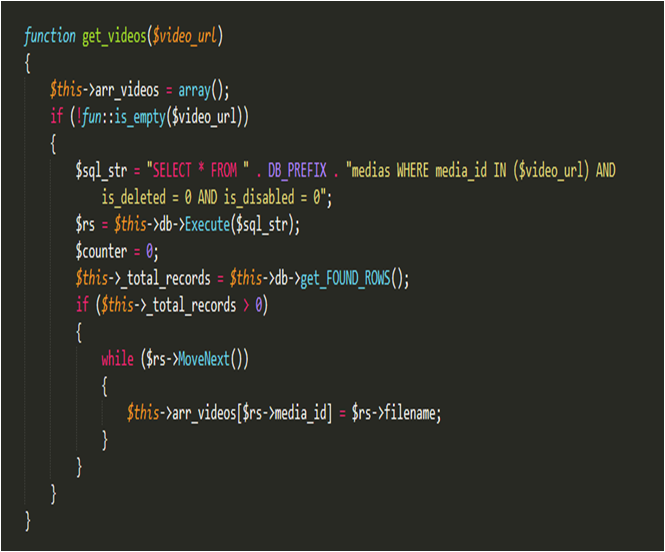 function get_videos($video_url)
{
$this->arr_videos = array();
if (!fun::is_empty($video_url))
{
$sql_str = "SELECT * FROM " . DB_PREFIX . "medias WHERE media_id IN ($video_url) AND
is_deleted = 0 AND is_disabled = 0";
$rs = $this->db->Execute($sql_str);
$counter = 0;
$this->_total_records = $this->db->get_FOUND_ROWS();
if ($this->_total_records > 0)
{
while ($rs->MoveNext())
{
$this->arr_videos[$rs->media_id] = $rs->filename;
}
}
}
}